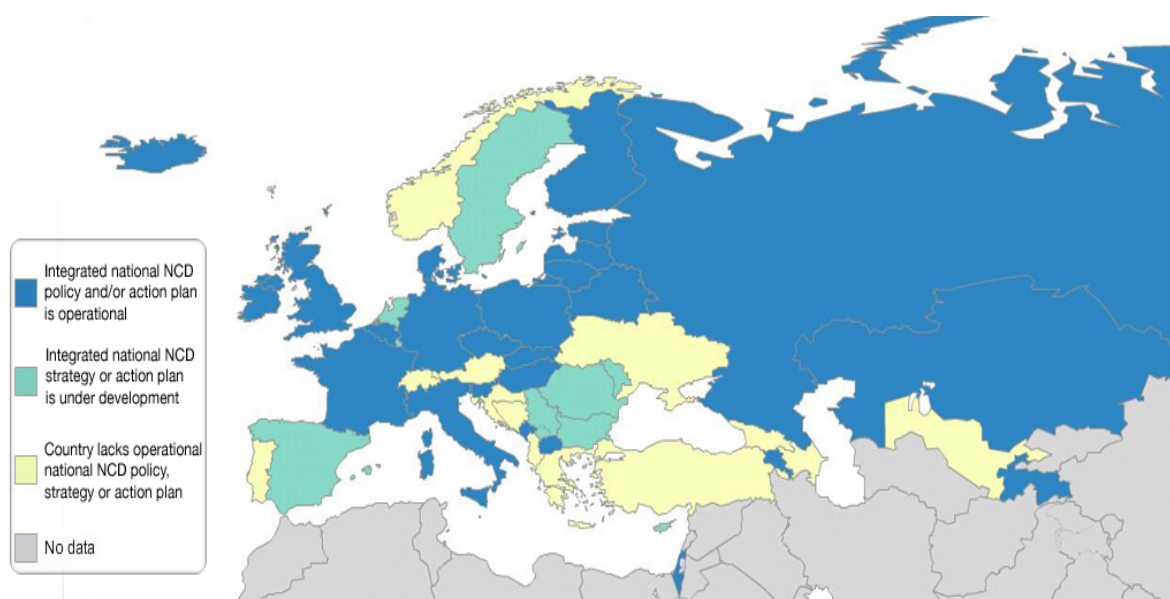 Integrated national NCD
policy and/or action plan
is operational
Integrated national NCD
strategy or action plan
is under development
Country lacks operational
national NCD policy,
strategy or action plan
No data